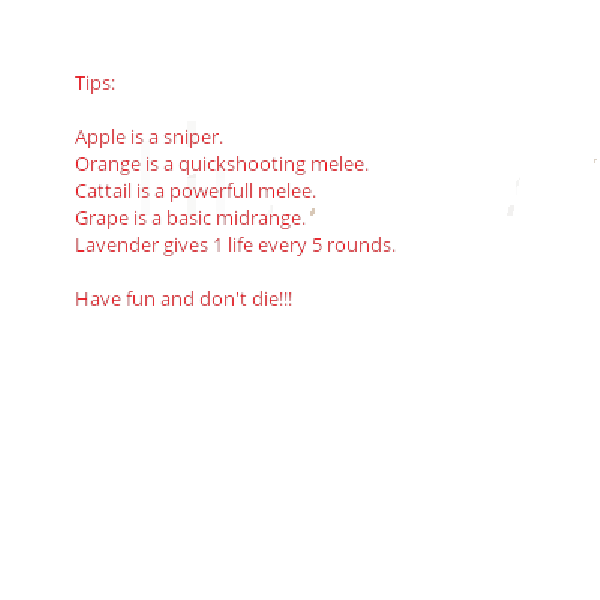 Tips:
Apple is a sniper.
Orange is a quickshooting melee.
Cattail is a powerfull melee.
Grape is a basic midrange.
Lavender gives 1 life every 5 rounds.
Have fun and don't die!!!